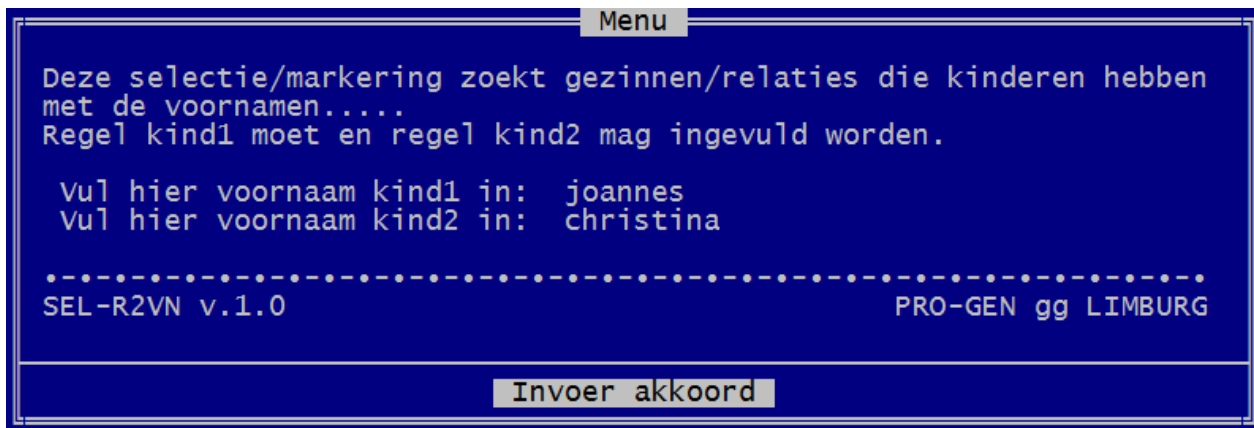 Menu
Deze selectie/markering zoekt gezinnen/relaties die kinderen hebben
met de voornamen.....
Regel kind1 moet en regel kind2 mag ingevuld worden.
Vul hier voornaam kind1 in: joannes
Vul hier voornaam kind2 in: christina
SEL-R2VN v.1.0 PRO-GEN gg LIMBURG
Invoer akkoord